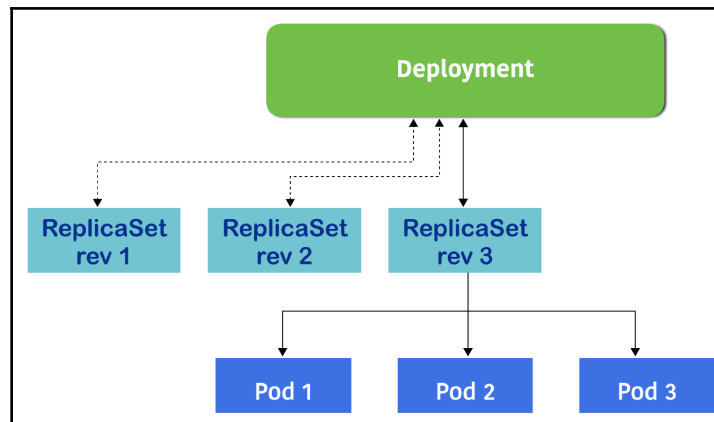 Deployment
ReplicaSet
rev 1
ReplicaSet
rev 2
ReplicaSet
rev 3
Pod 1
Pod 2
Pod 3